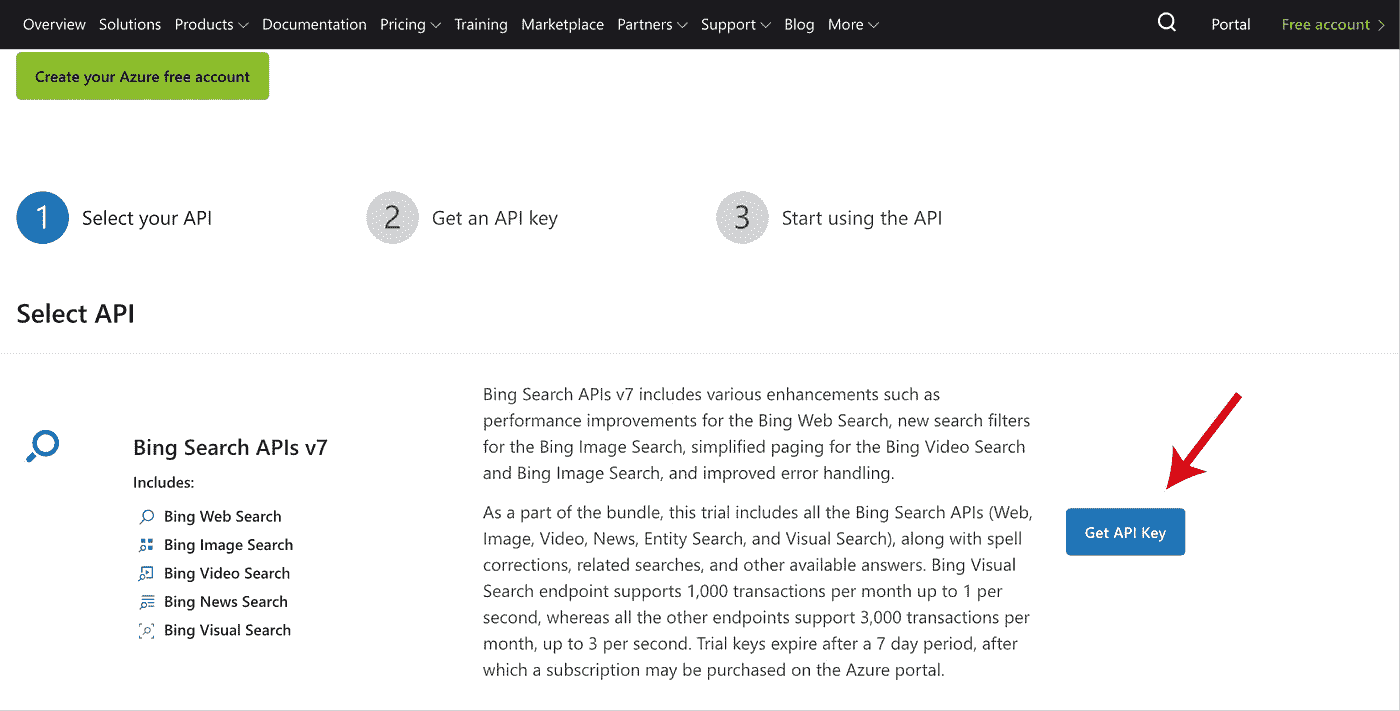 Overview Solutions Products Documentation Pricing Training Marketplace Partners Support Blog More Portal Free account
Create your Azure free account
1 Select your API 2 Get an API key 3 Start using the API
Select API
Bing Search APIs v7
Includes:
Bing Web Search
Bing Image Search
Bing Video Search
Bing News Search
Bing Visual Search
Bing Search APIs v7 includes various enhancements such as
performance improvements for the Bing Web Search, new search filters
for the Bing Image Search, simplified paging for the Bing Video Search
and Bing Image Search, and improved error handling.
As a part of the bundle, this trial includes all the Bing Search APIs (Web,
Image, Video, News, Entity Search, and Visual Search), along with spell
corrections, related searches, and other available answers. Bing Visual
Search endpoint supports 1,000 transactions per month up to 1 per
second, whereas all the other endpoints support 3,000 transactions per
month, up to 3 per second. Trial keys expire after a 7 day period, after
which a subscription may be purchased on the Azure portal.
Get API Key